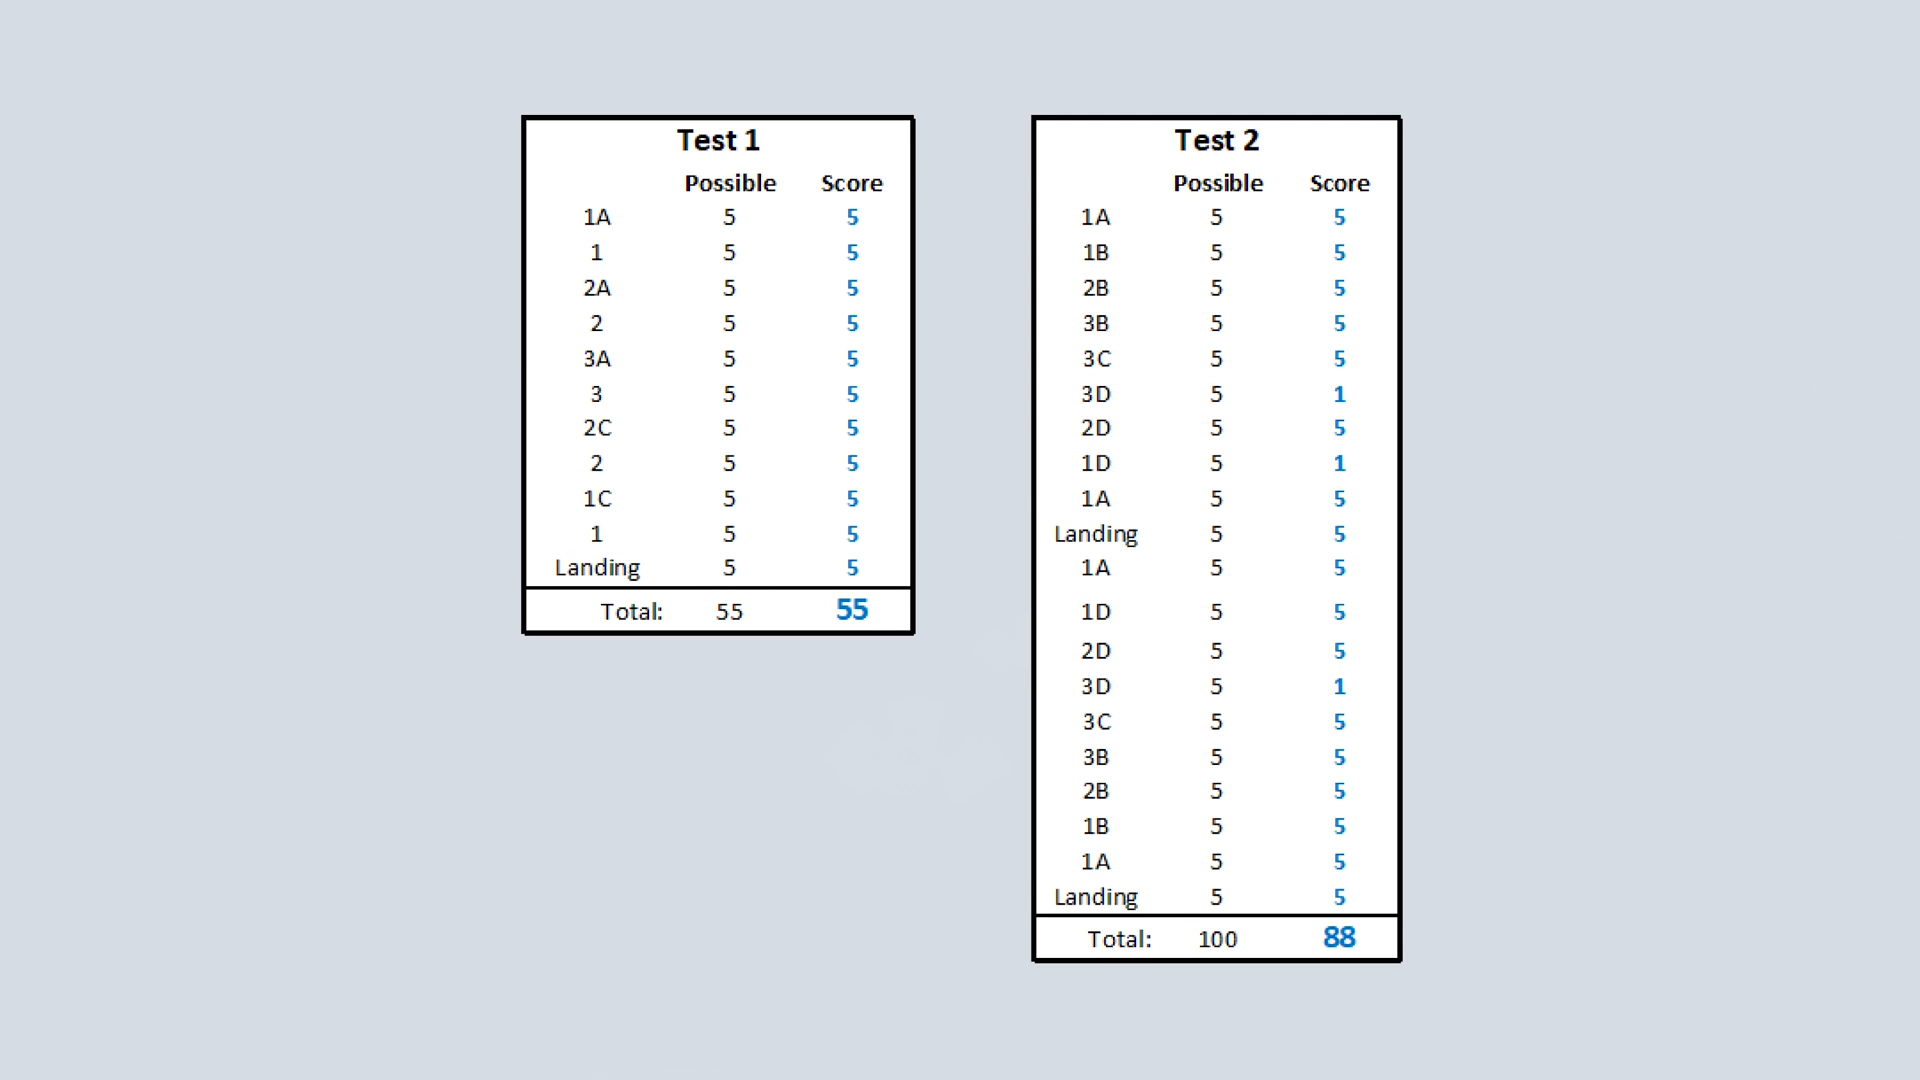 Test 1
Possible Score
1A 5 5
1 5 5
2A 5 5
2 5 5
3A 5 5
3 5 5
2C 5 5
2 5 5
1C 5 5
1 5 5
Landing 5 5
Total: 55 55
Test 2
Possible Score
1A 5 5
1B 5 5
2B 5 5
3B 5 5
3C 5 5
3D 5 1
2D 5 5
1D 5 1
1A 5 5
Landing 5 5
1A 5 5
1D 5 5
2D 5 5
3D 5 1
3C 5 5
3B 5 5
2B 5 5
1B 5 5
1A 5 5
Landing 5 5
Total: 100 88